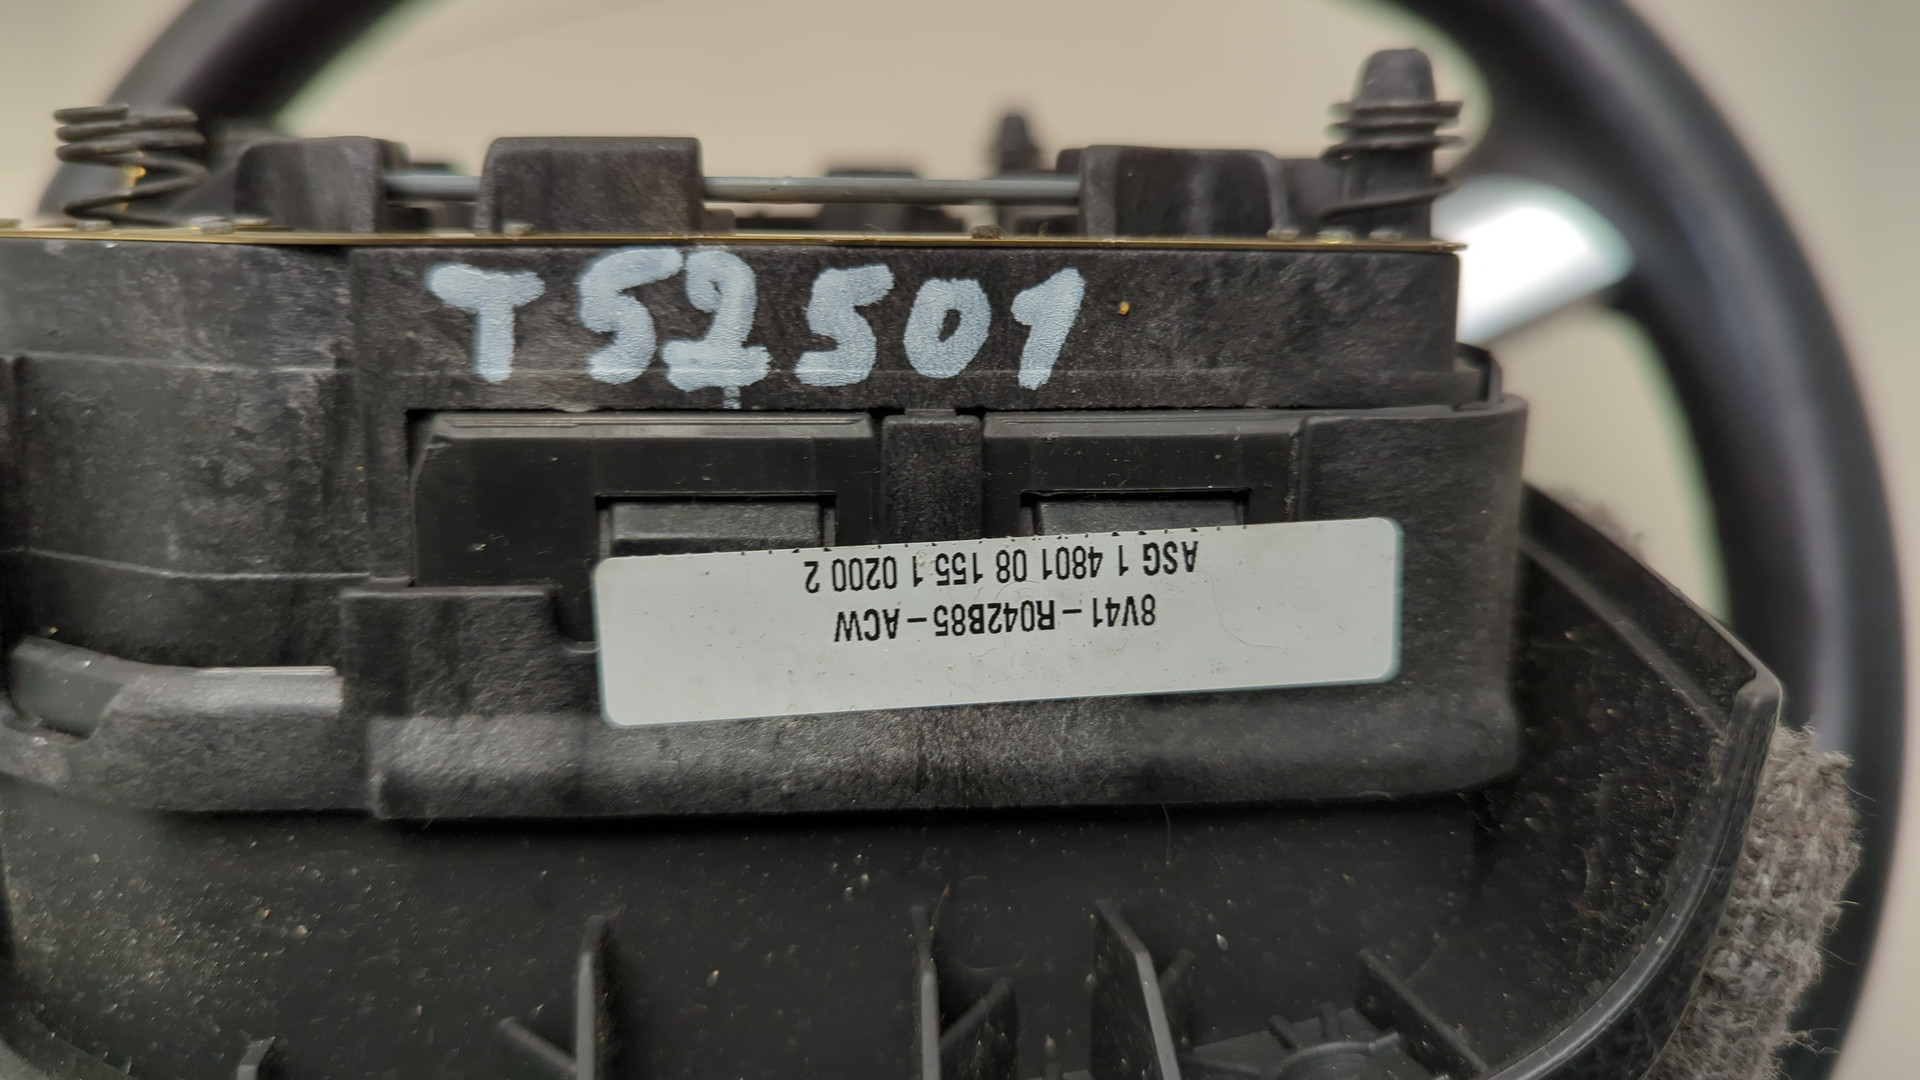 T52501
8V41-R042B85-ACW
ASG 1 4801 08 155 1 0200 2